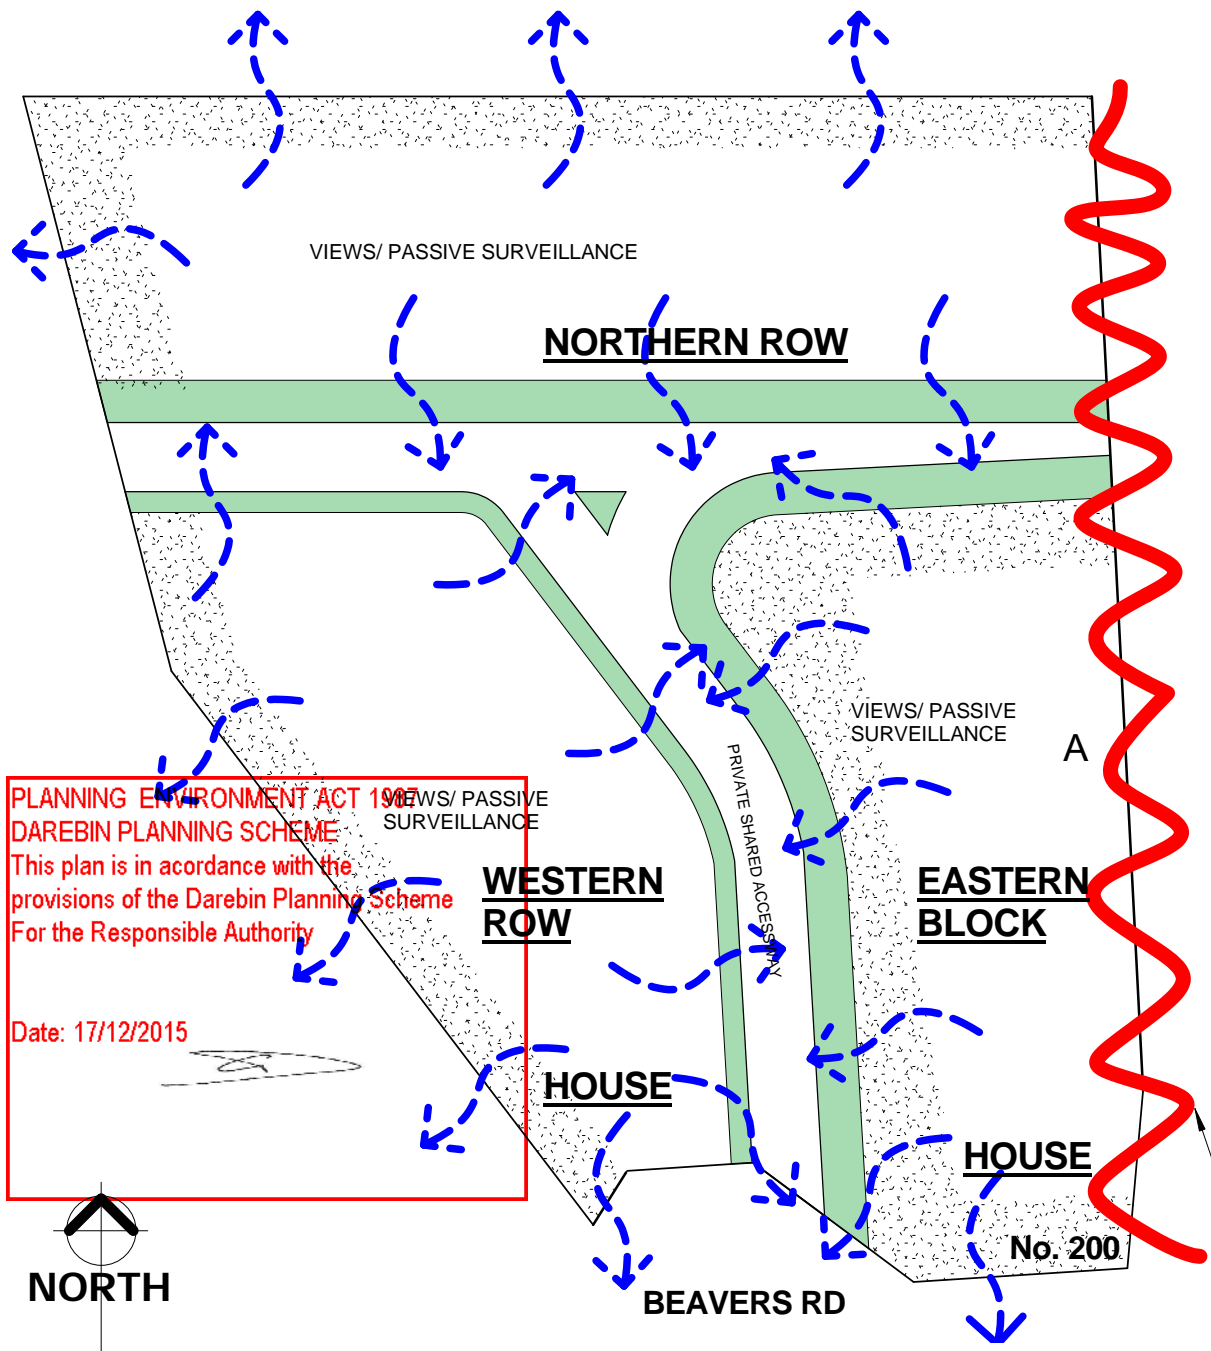 VIEWS/ PASSIVE SURVEILLANCE
NORTHERN ROW
VIEWS/ PASSIVE
SURVEILLANCE
A
PRIVATE SHARED ACCESSWAY
PLANNING ENVIRONMENT ACT 1987
DAREBIN PLANNING SCHEME
This plan is in acordance with the
provisions of the Darebin Planning Scheme
For the Responsible Authority
Date: 17/12/2015
VIEWS/ PASSIVE
SURVEILLANCE
WESTERN
ROW
EASTERN
BLOCK
HOUSE
HOUSE
No. 200
NORTH
BEAVERS RD